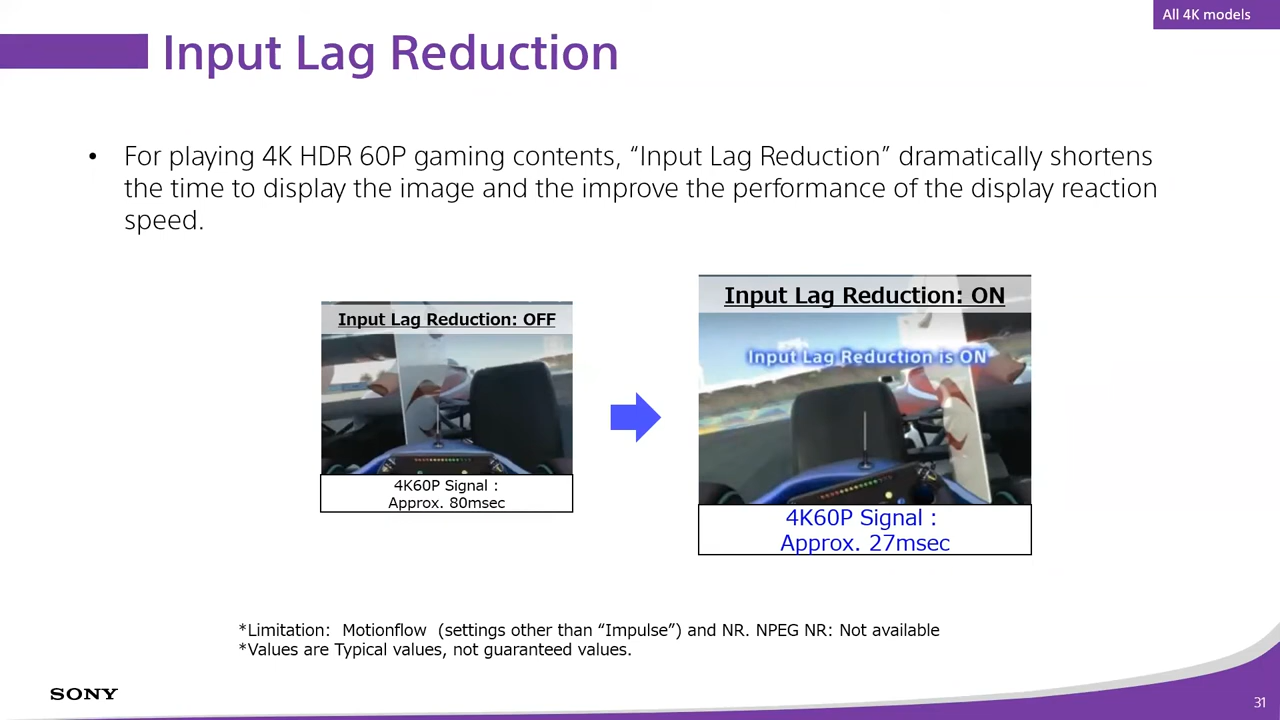 All 4K models
Input Lag Reduction
• For playing 4K HDR 60P gaming contents, “Input Lag Reduction” dramatically shortens
the time to display the image and the improve the performance of the display reaction
speed.
Input Lag Reduction: OFF
4K60P Signal :
Approx. 80msec
Input Lag Reduction: ON
Input Lag Reduction is ON
4K60P Signal :
Approx. 27msec
*Limitation: Motionflow (settings other than “Impulse”) and NR. NPEG NR: Not available
*Values are Typical values, not guaranteed values.
SONY
31